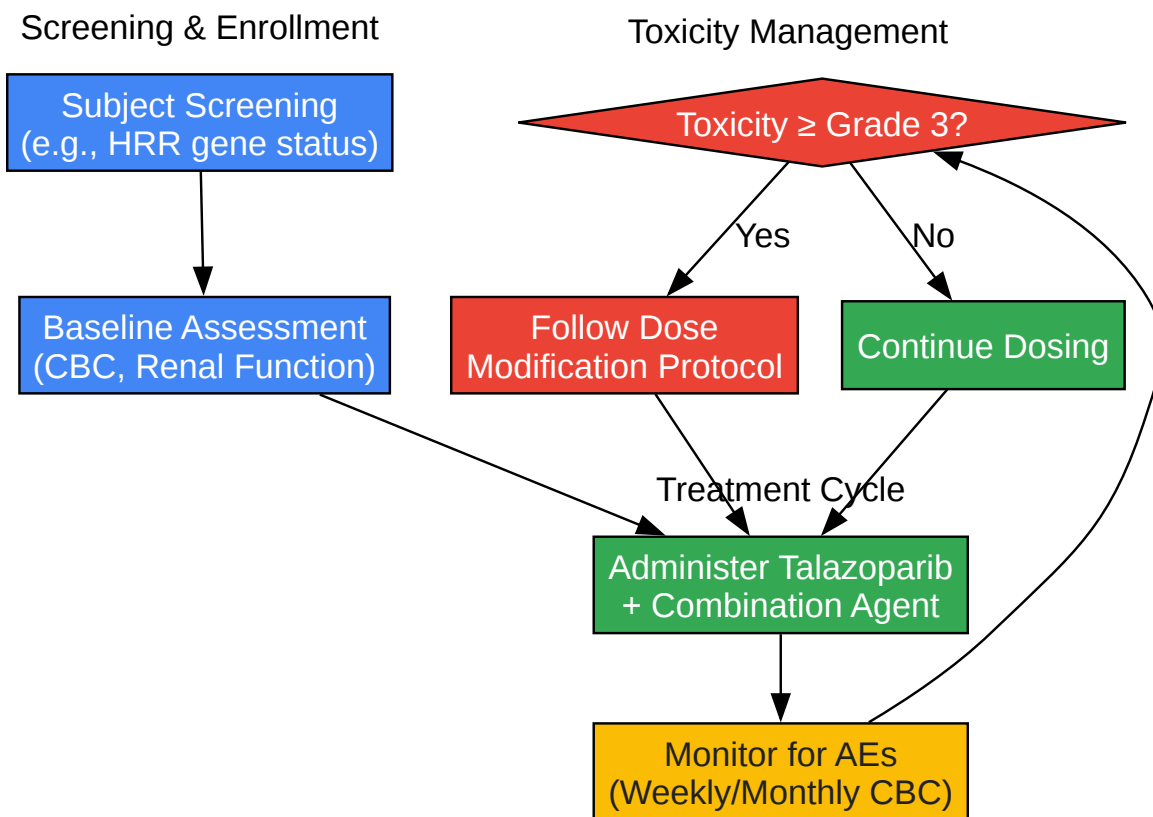 Screening & Enrollment
Subject Screening
(e.g., HRR gene status)
Baseline Assessment
(CBC, Renal Function)
Toxicity Management
Toxicity ≥ Grade 3?
Yes
No
Follow Dose
Modification Protocol
Continue Dosing
Treatment Cycle
Administer Talazoparib
+ Combination Agent
Monitor for AEs
(Weekly/Monthly CBC)